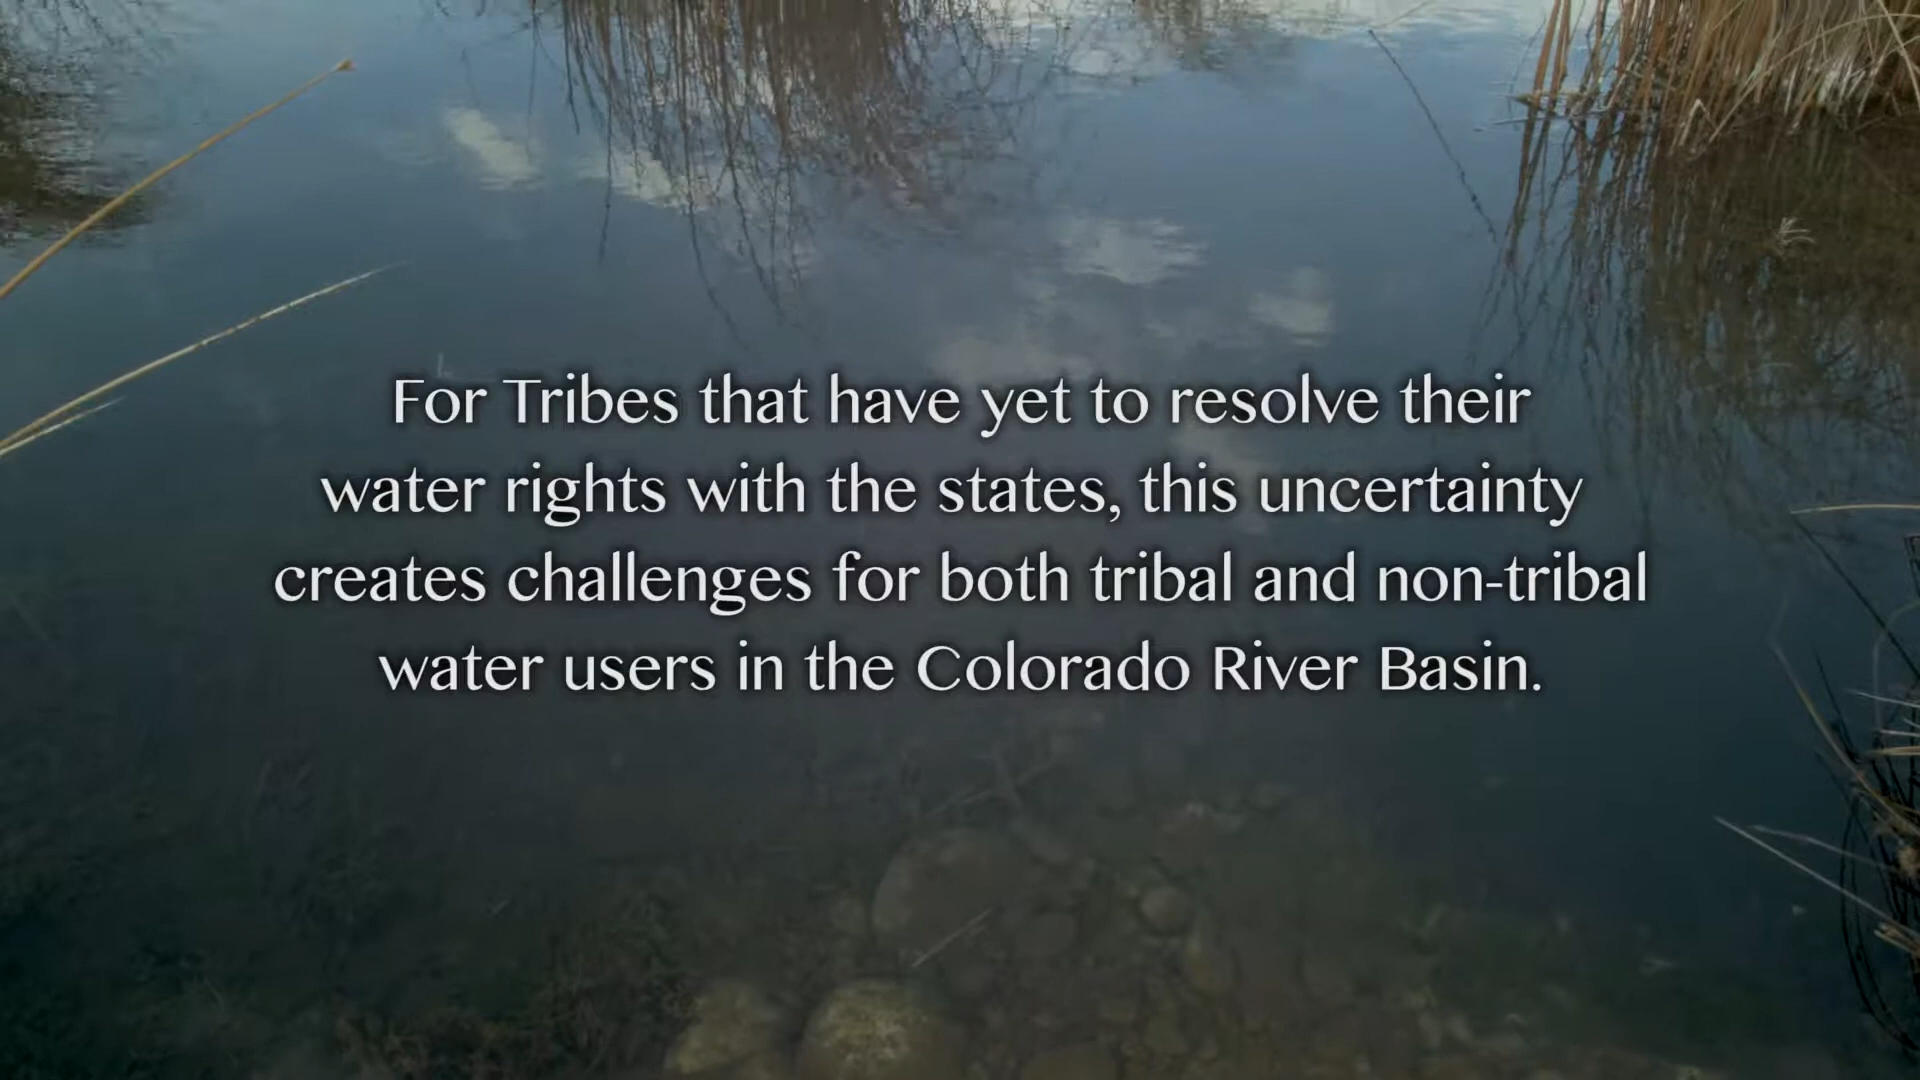 For Tribes that have yet to resolve their
water rights with the states, this uncertainty
creates challenges for both tribal and non-tribal
water users in the Colorado River Basin.